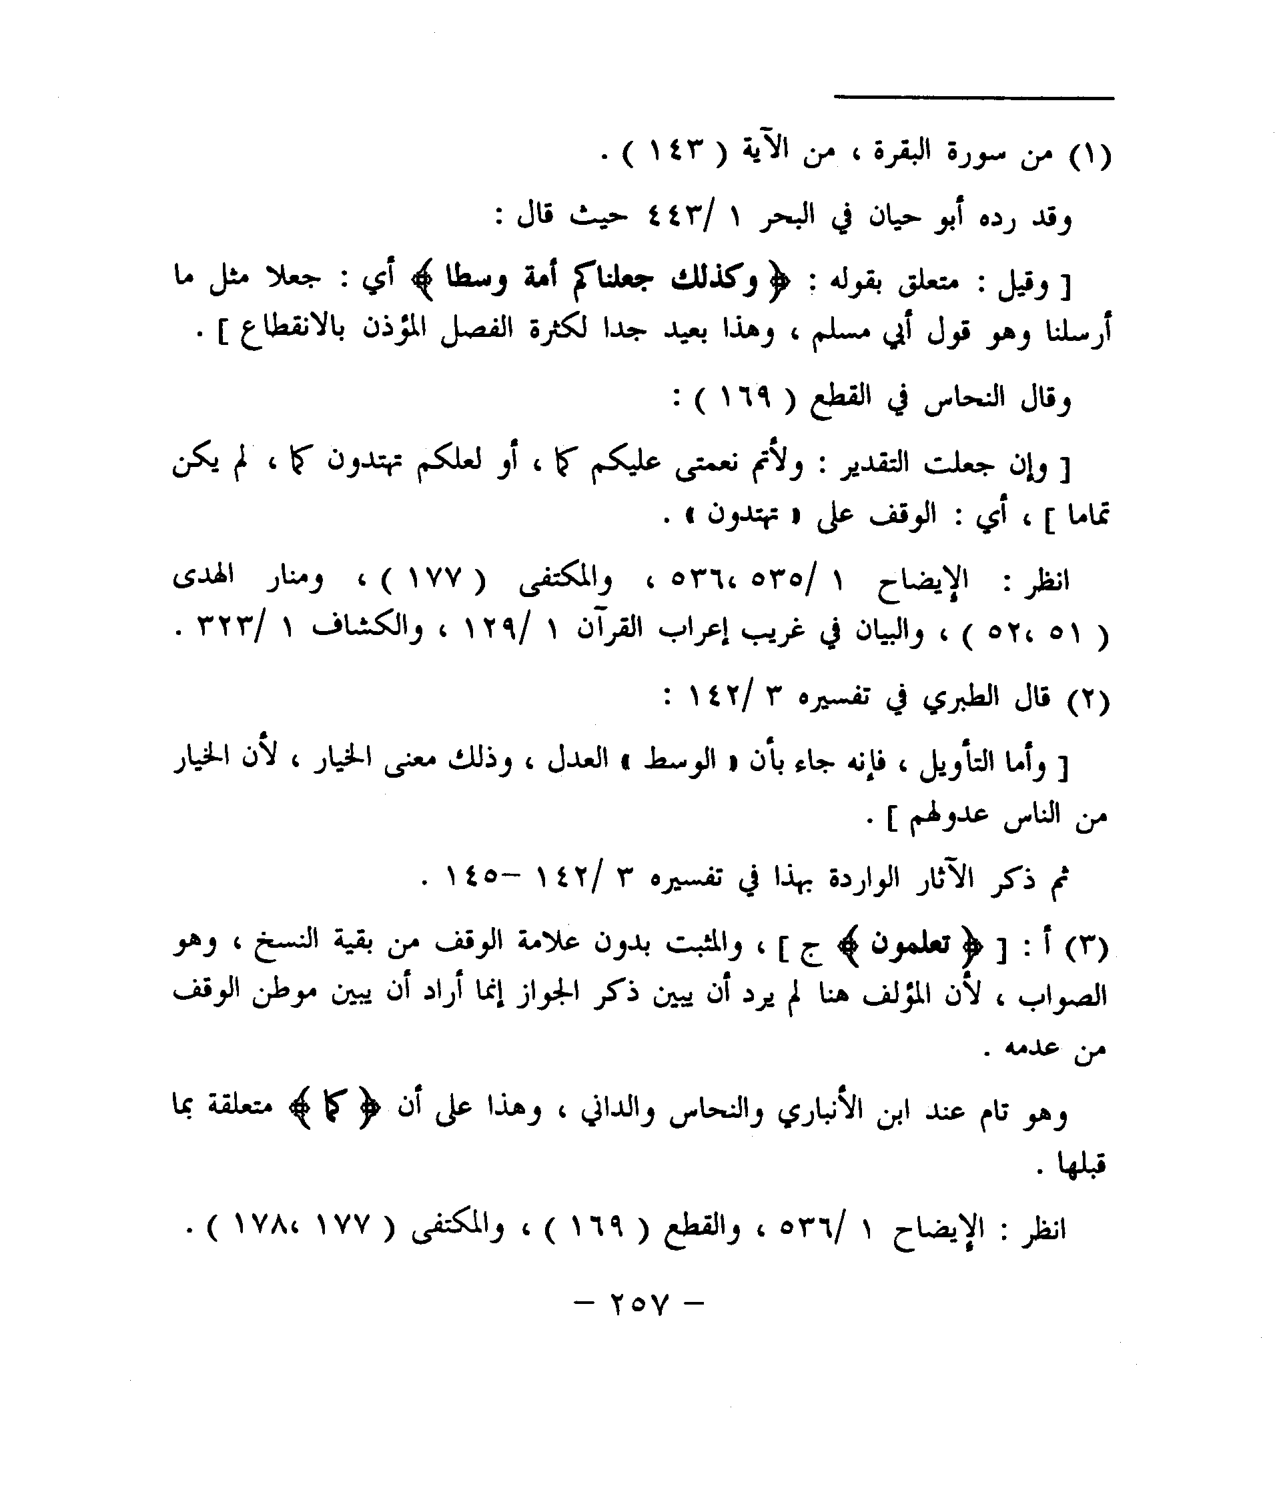 (١) من سورة البقرة ، من الآية ( ١٤٣ ) .
وقد رده أبو حيان في البحر ١ /٤٤٣ حيث قال :
[ وقيل : متعلق بقوله : ﴿ وكذلك جعلناكم أمة وسطا ﴾ أي : جعلا مثل ما
أرسلنا وهو قول أبي مسلم ، وهذا بعيد جدا لكثرة الفصل المؤذن بالانقطاع ] .
وقال النحاس في القطع ( ١٦٩ ) :
[ وإن جعلت التقدير : ولأتم نعمتى عليكم كما ، أو لعلكم تهتدون كما ، لم يكن
تماما ] ، أي : الوقف على « تهتدون » .
انظر : الإيضاح ١ /٥٣٥ ،٥٣٦ ، والمكتفى ( ١٧٧ ) ، ومنار الهدى
( ٥١ ،٥٢ ) ، والبيان في غريب إعراب القرآن ١ /١٢٩ ، والكشاف ١ /٣٢٣ .
(٢) قال الطبري في تفسيره ٣ /١٤٢ :
[ وأما التأويل ، فإنه جاء بأن « الوسط » العدل ، وذلك معنى الخيار ، لأن الخيار
من الناس عدولهم ] .
ثم ذكر الآثار الواردة بهذا في تفسيره ٣ /١٤٢ –١٤٥ .
(٣) أ : [ ﴿ تعلمون ﴾ ج ] ، والمثبت بدون علامة الوقف من بقية النسخ ، وهو
الصواب ، لأن المؤلف هنا لم يرد أن يبين ذكر الجواز إنما أراد أن يبين موطن الوقف
من عدمه .
وهو تام عند ابن الأنباري والنحاس والداني ، وهذا على أن ﴿ كما ﴾ متعلقة بما
قبلها .
انظر : الإيضاح ١ /٥٣٦ ، والقطع ( ١٦٩ ) ، والمكتفى ( ١٧٧ ،١٧٨ ) .
– ٢٥٧ –